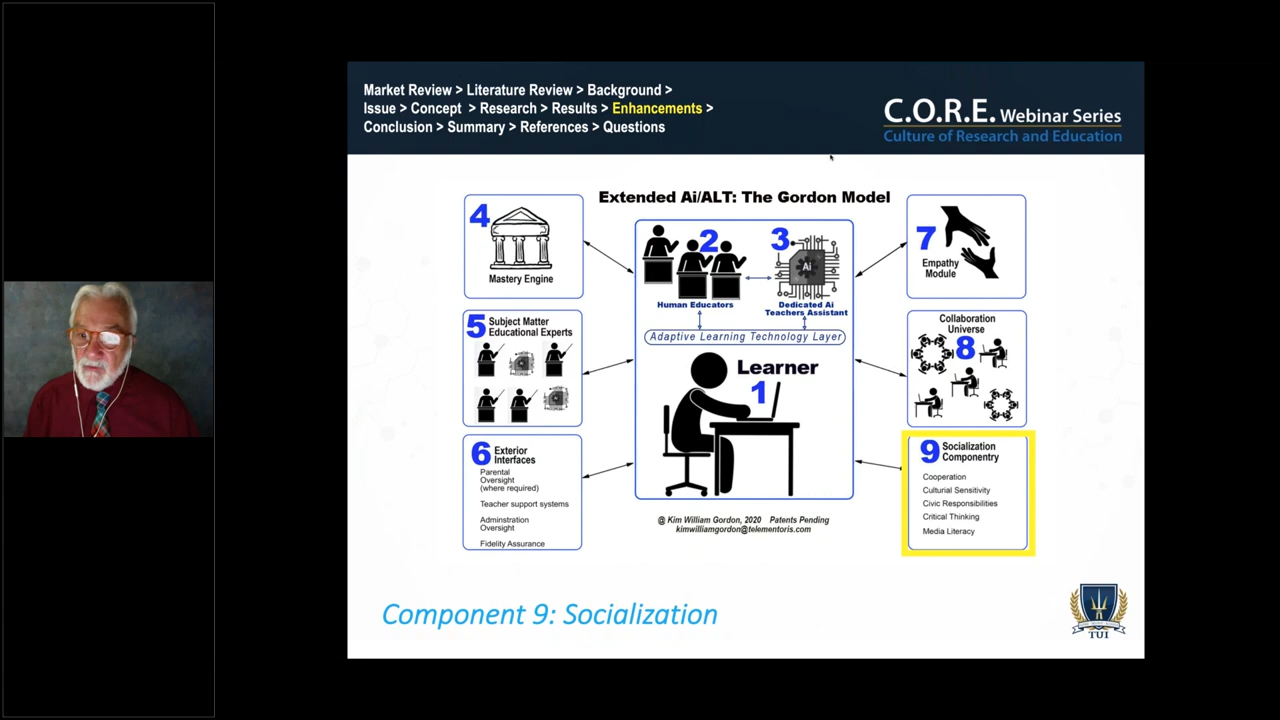 Market Review > Literature Review > Background >
Issue > Concept > Research > Results > Enhancements >
Conclusion > Summary > References > Questions
C.O.R.E. Webinar Series
Culture of Research and Education
Extended Ai/ALT: The Gordon Model
4
Mastery Engine
5 Subject Matter
Educational Experts
6 Exterior
Interfaces
Parental
Oversight
(where required)
Teacher support systems
Adminstration
Oversight
Fidelity Assurance
2
Human Educators
3
Ai
Dedicated Ai
Teachers Assistant
Adaptive Learning Technology Layer
Learner
1
@ Kim William Gordon, 2020 Patents Pending
kimwilliamgordon@telementoris.com
7
Empathy
Module
Collaboration
Universe
8
9 Socialization
Componentry
Cooperation
Culturial Sensitivity
Civic Responsibilities
Critical Thinking
Media Literacy
Component 9: Socialization
TUI